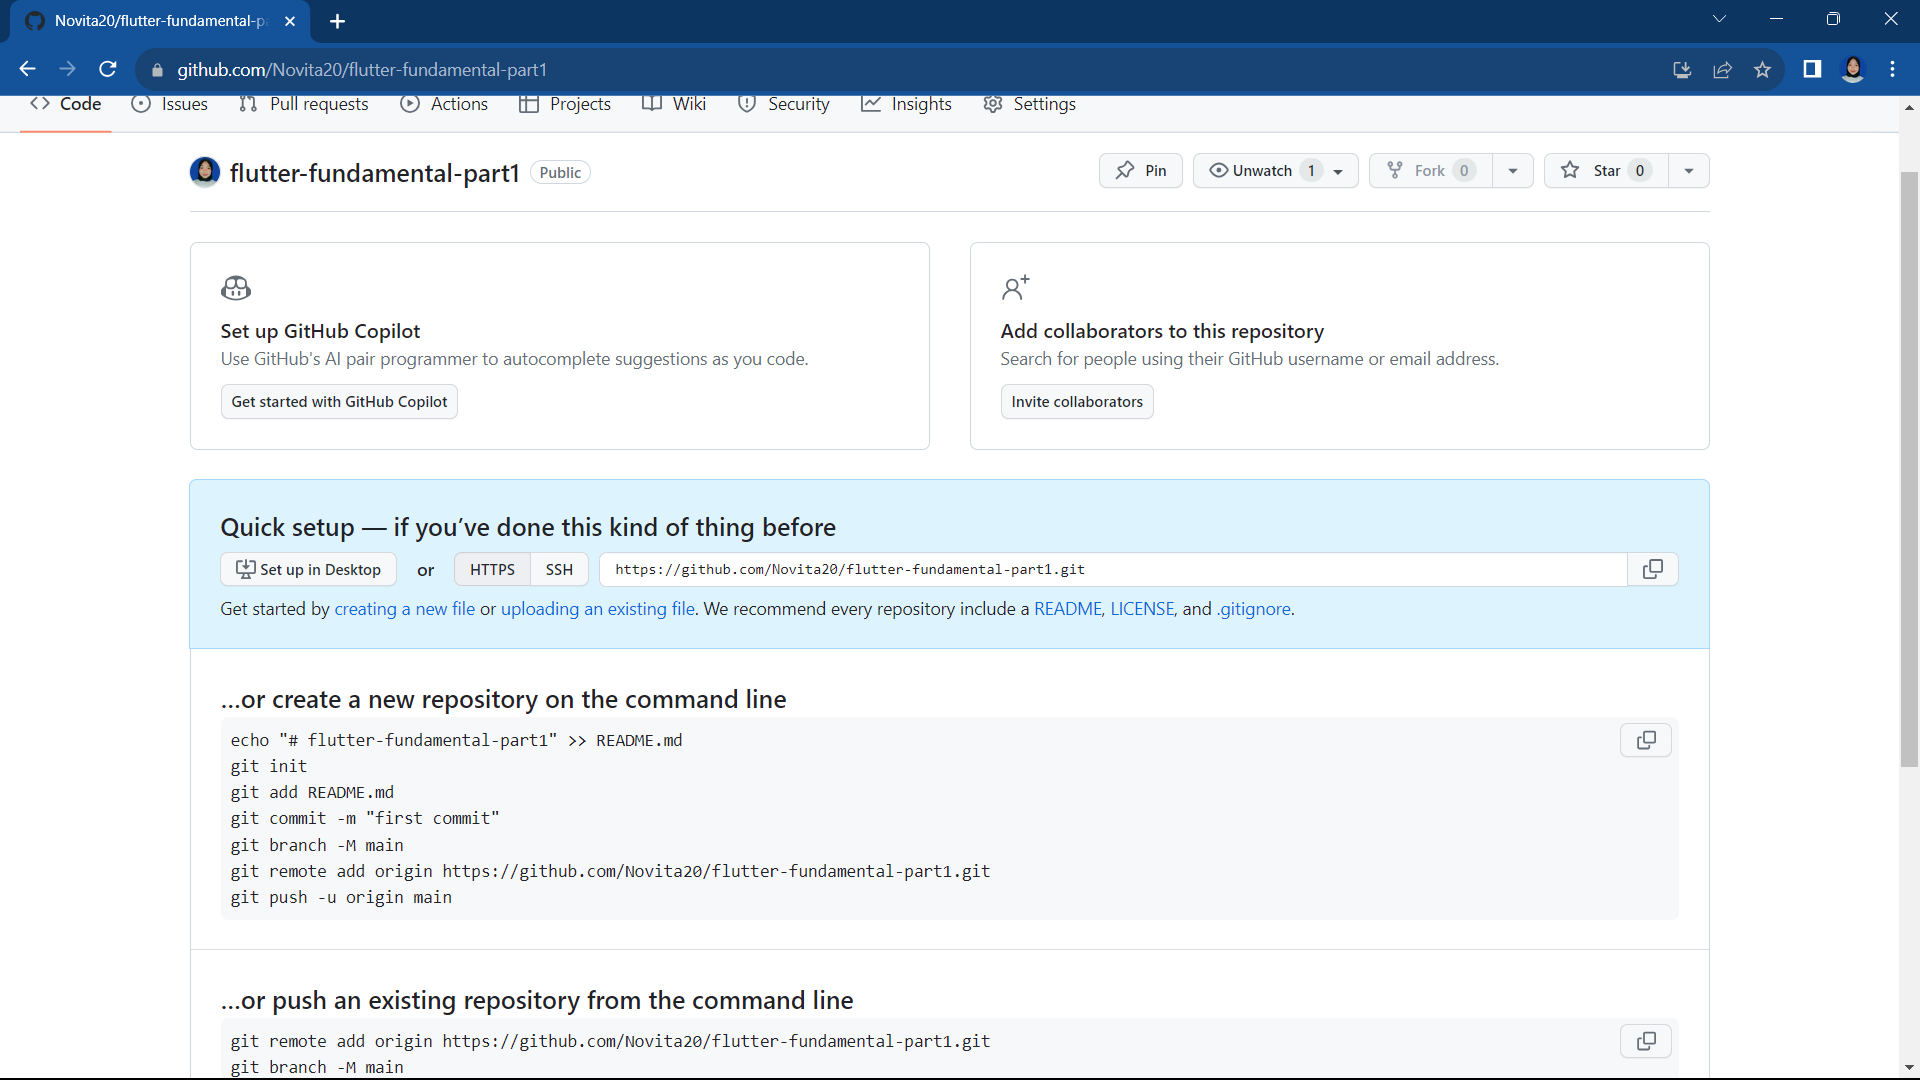 Novita20/flutter-fundamental-p
github.com/Novita20/flutter-fundamental-part1
Code Issues Pull requests Actions Projects Wiki Security Insights Settings
flutter-fundamental-part1 Public Pin Unwatch 1 Fork 0 Star 0
Set up GitHub Copilot
Use GitHub's AI pair programmer to autocomplete suggestions as you code.
Get started with GitHub Copilot
Add collaborators to this repository
Search for people using their GitHub username or email address.
Invite collaborators
Quick setup — if you’ve done this kind of thing before
Set up in Desktop or HTTPS SSH https://github.com/Novita20/flutter-fundamental-part1.git
Get started by creating a new file or uploading an existing file. We recommend every repository include a README, LICENSE, and .gitignore.
…or create a new repository on the command line
echo "# flutter-fundamental-part1" >> README.md
git init
git add README.md
git commit -m "first commit"
git branch -M main
git remote add origin https://github.com/Novita20/flutter-fundamental-part1.git
git push -u origin main
…or push an existing repository from the command line
git remote add origin https://github.com/Novita20/flutter-fundamental-part1.git
git branch -M main